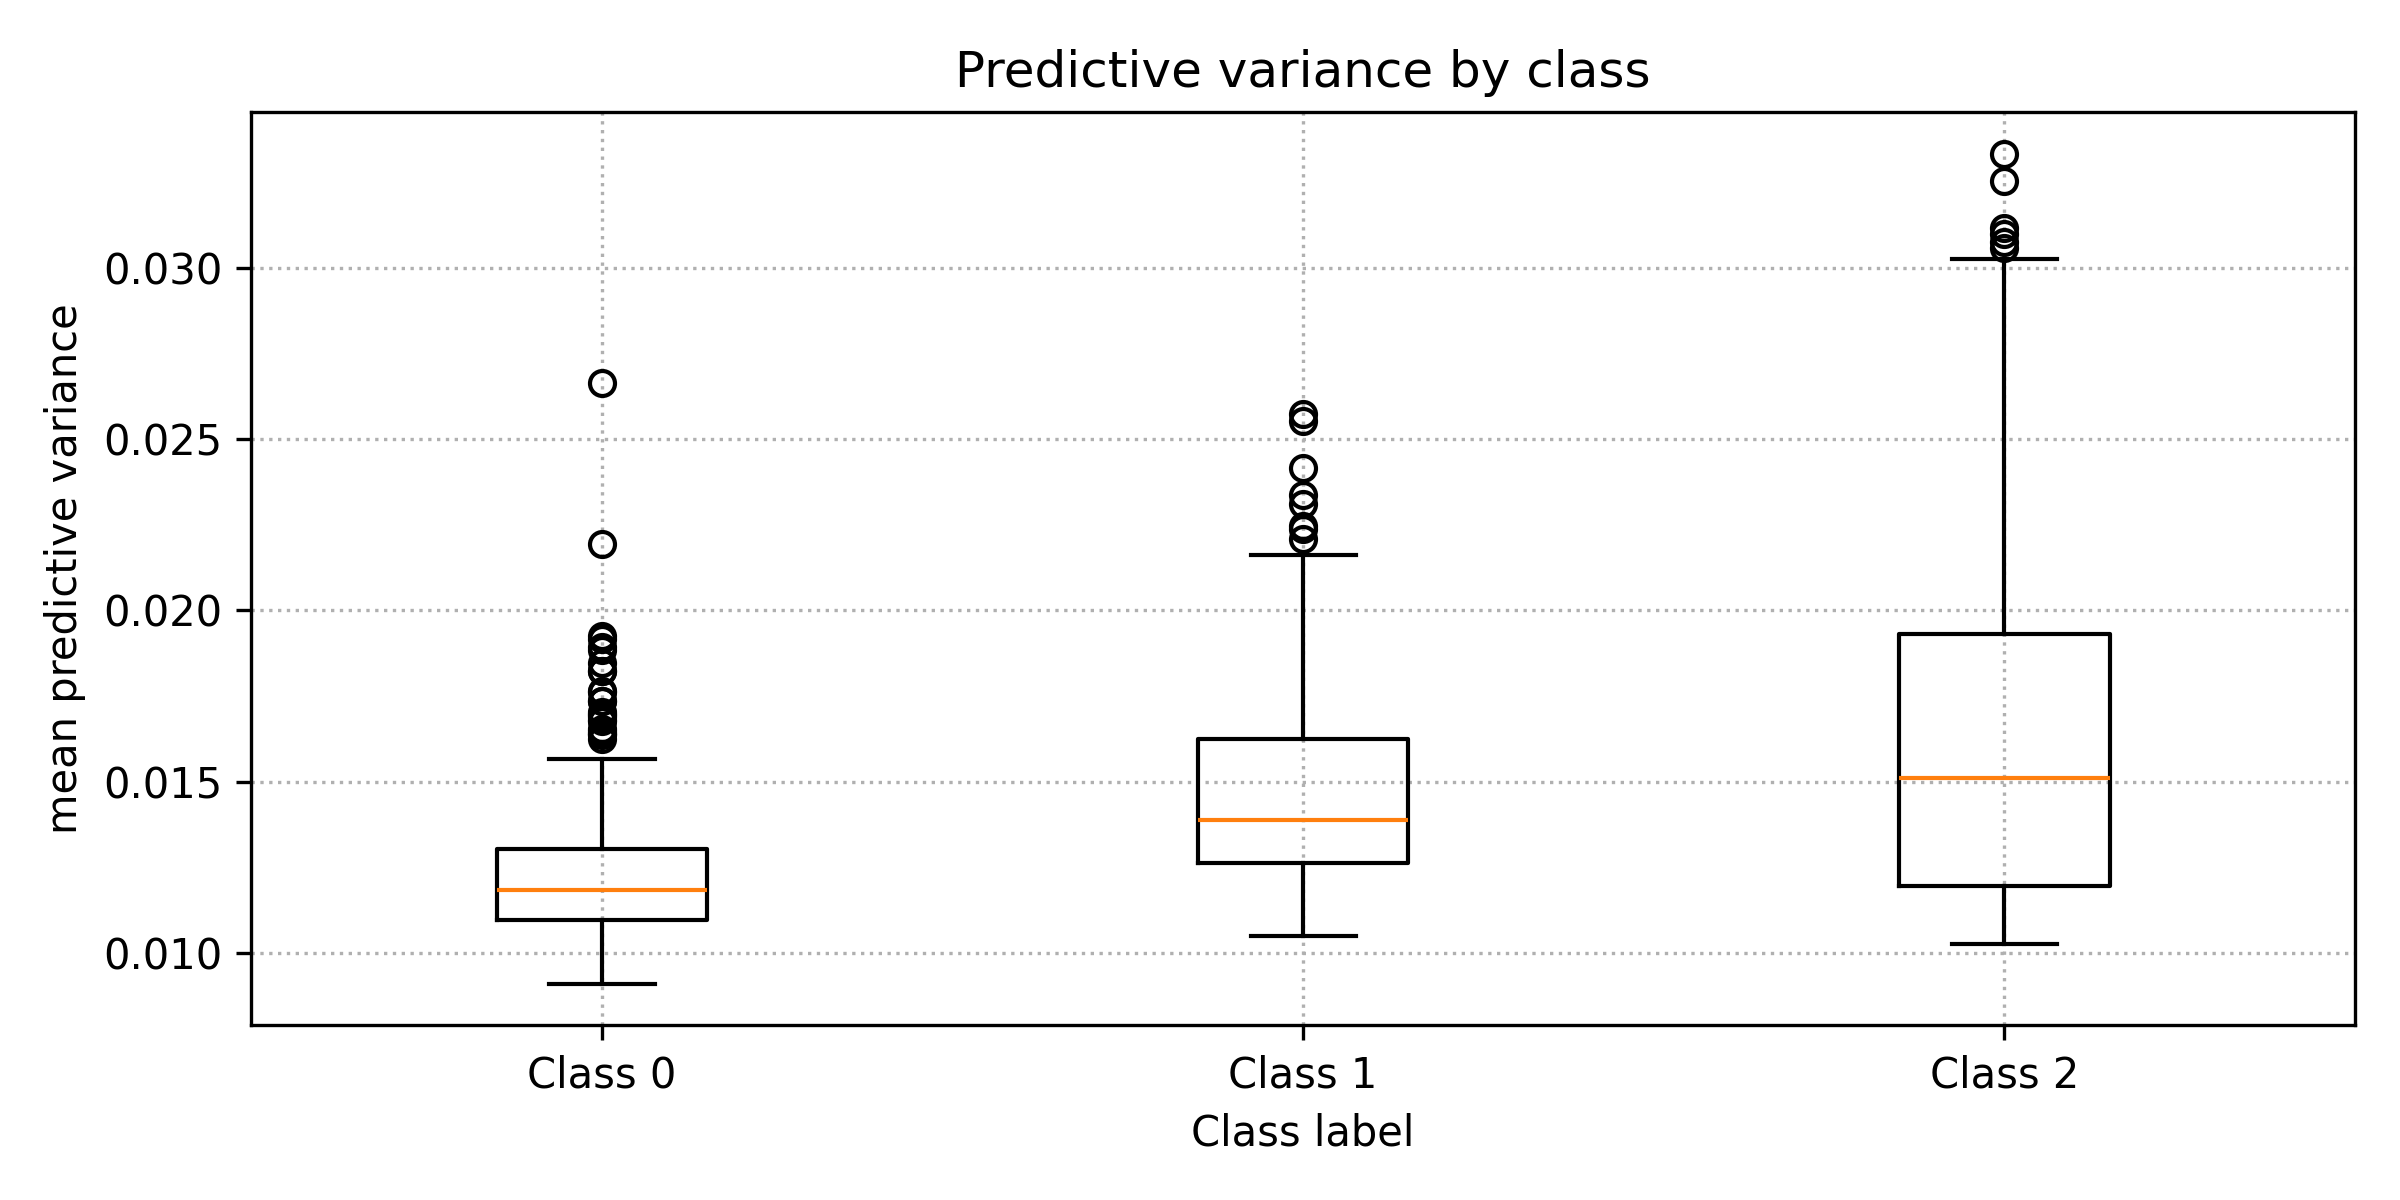 Predictive variance by class
mean predictive variance
0.030
0.025
0.020
0.015
0.010
Class 0
Class 1
Class 2
Class label